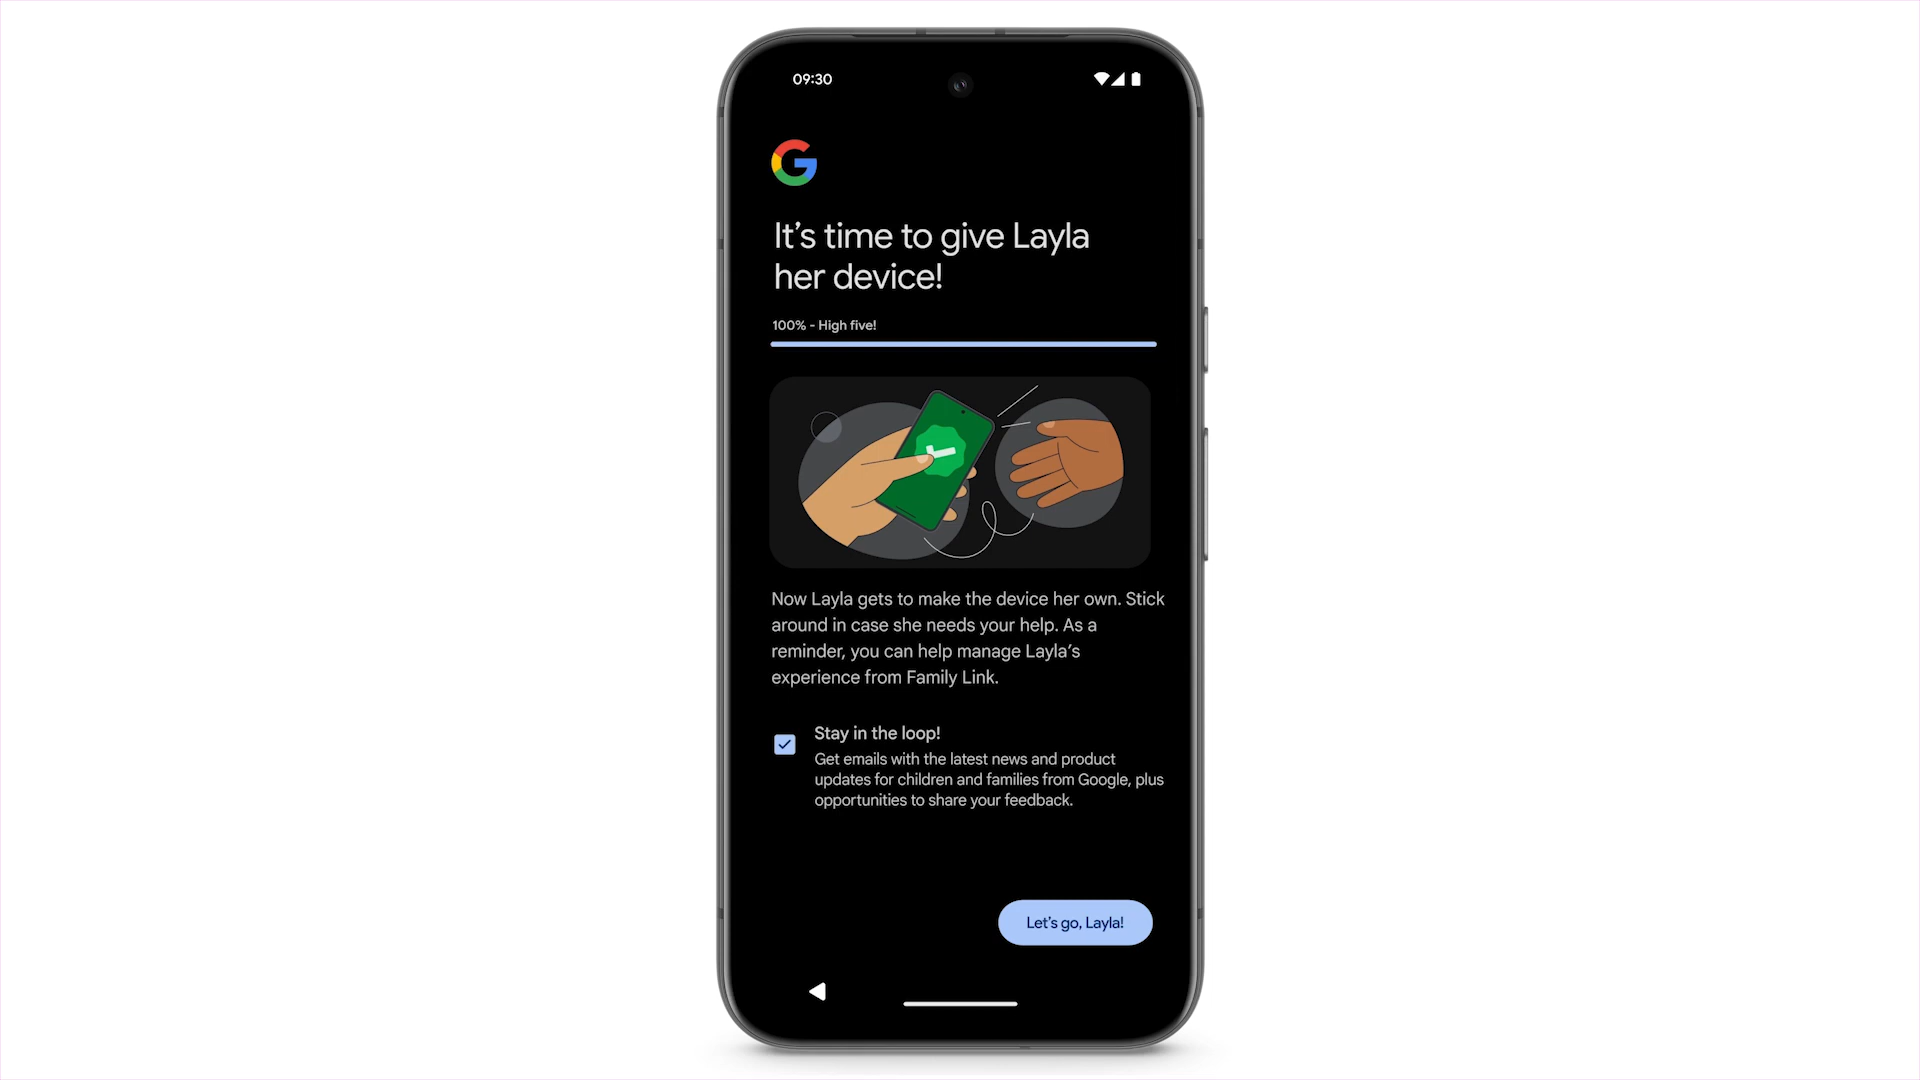 09:30
It’s time to give Layla
her device!
100% - High five!
Now Layla gets to make the device her own. Stick
around in case she needs your help. As a
reminder, you can help manage Layla’s
experience from Family Link.
Stay in the loop!
Get emails with the latest news and product
updates for children and families from Google, plus
opportunities to share your feedback.
Let’s go, Layla!